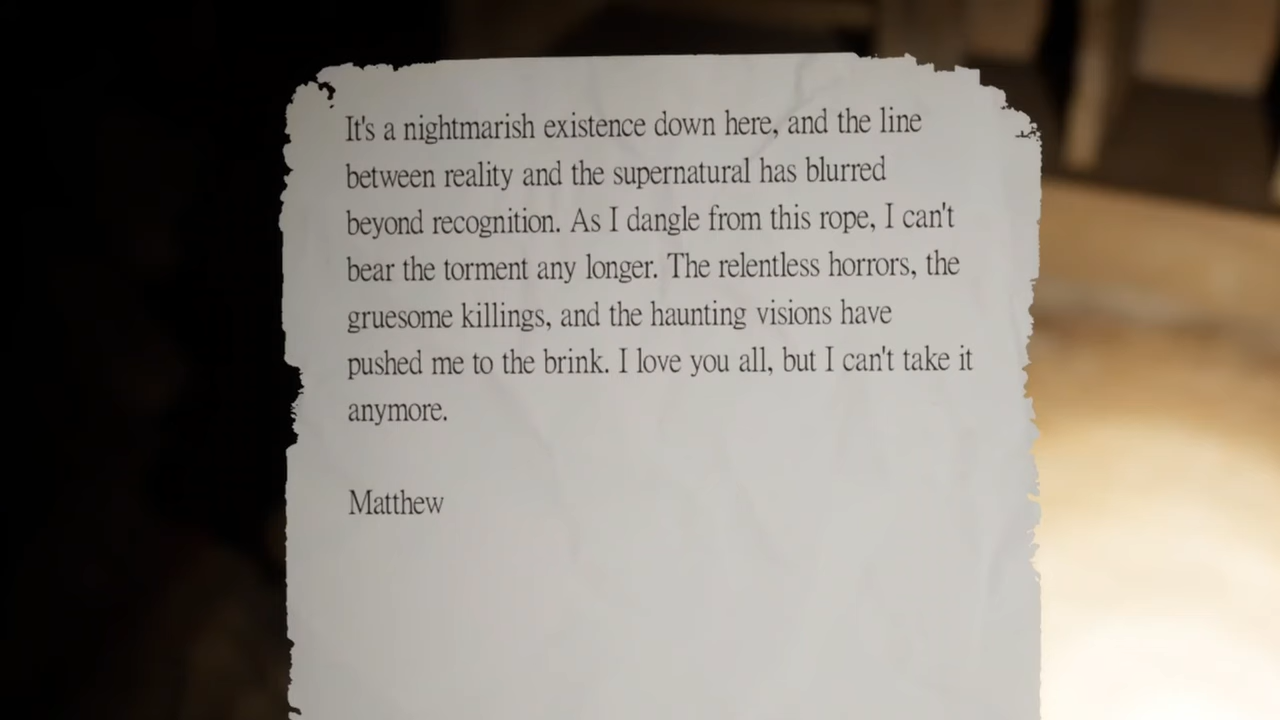 It's a nightmarish existence down here, and the line
between reality and the supernatural has blurred
beyond recognition. As I dangle from this rope, I can't
bear the torment any longer. The relentless horrors, the
gruesome killings, and the haunting visions have
pushed me to the brink. I love you all, but I can't take it
anymore.
Matthew